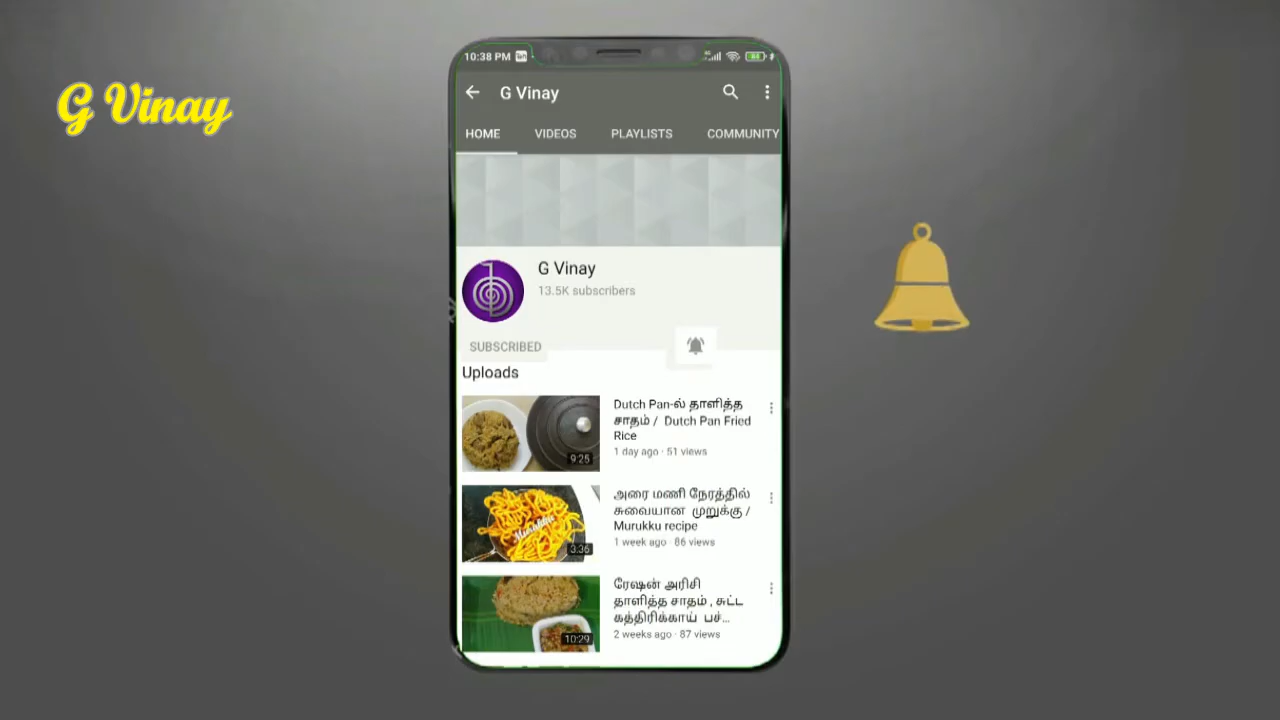 G Vinay
10:38 PM
G Vinay
HOME VIDEOS PLAYLISTS COMMUNITY
G Vinay
13.5K subscribers
SUBSCRIBED
Uploads
Dutch Pan-ல் தாளித்த
சாதம் / Dutch Pan Fried
Rice
1 day ago · 51 views
9:25
அரை மணி நேரத்தில்
சுவையான முறுக்கு /
Murukku recipe
1 week ago · 86 views
Murukku
3:36
ரேஷன் அரிசி
தாளித்த சாதம் , சுட்ட
கத்திரிக்காய் பச்...
2 weeks ago · 87 views
10:29